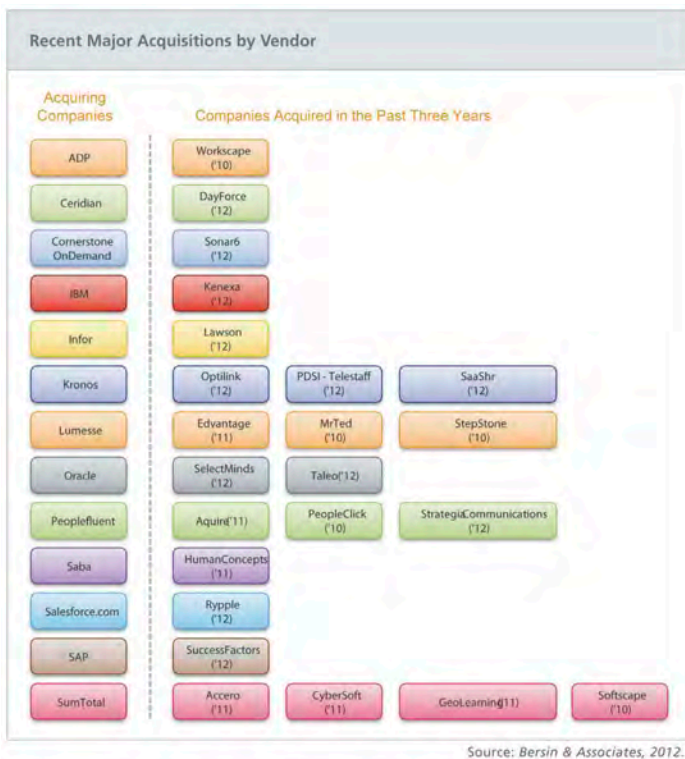 Recent Major Acquisitions by Vendor
Acquiring
Companies
Companies Acquired in the Past Three Years
ADP
Workscape
('10)
Ceridian
DayForce
('12)
Cornerstone
OnDemand
Sonar6
('12)
IBM
Kenexa
('12)
Infor
Lawson
('12)
Kronos
Optilink
('12)
PDSI - Telestaff
('12)
SaaShr
('12)
Lumesse
Edvantage
('11)
MrTed
('10)
StepStone
('10)
Oracle
SelectMinds
('12)
Taleo('12)
Peoplefluent
Aquire('11)
PeopleClick
('10)
StrategiaCommunications
('12)
Saba
HumanConcepts
('11)
Salesforce.com
Rypple
('12)
SAP
SuccessFactors
('12)
SumTotal
Accero
('11)
CyberSoft
('11)
GeoLearning('11)
Softscape
('10)
Source: Bersin & Associates, 2012.